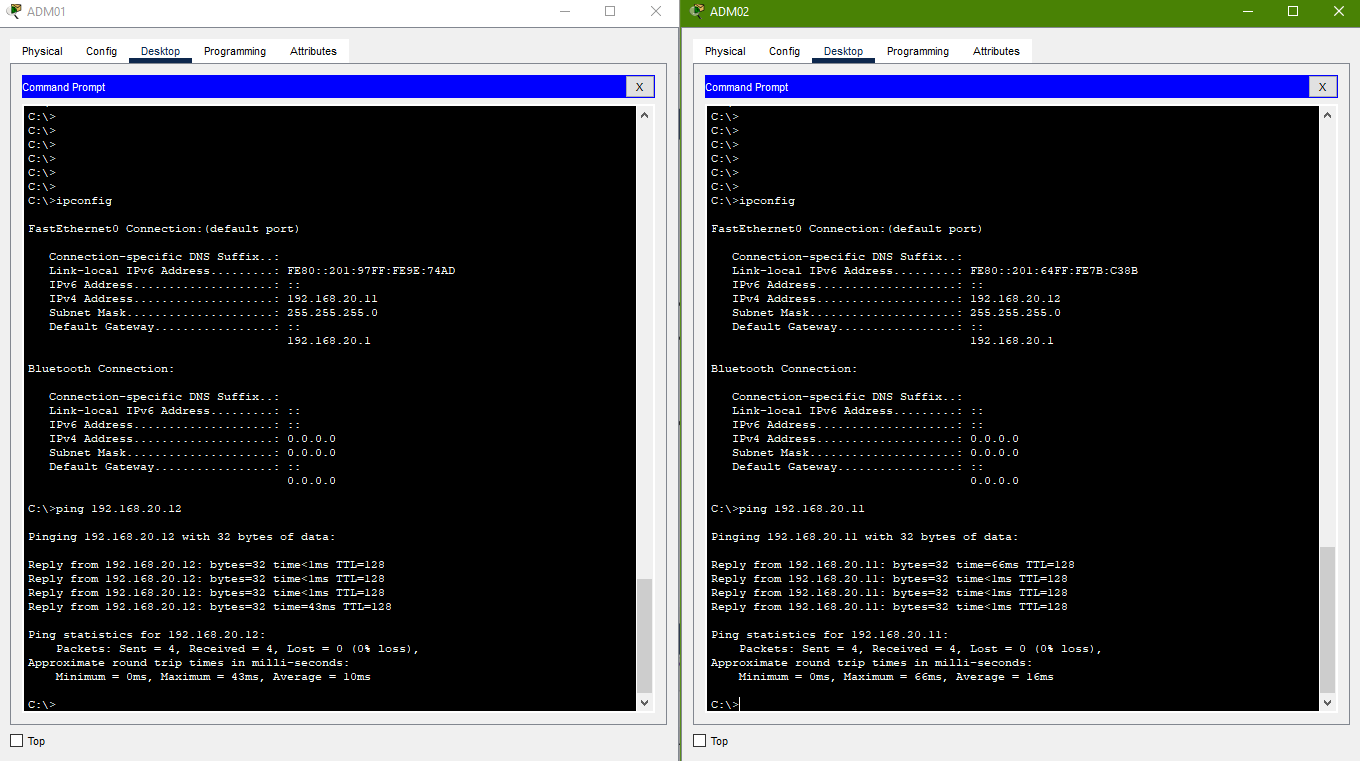 ADM01
Physical Config Desktop Programming Attributes
Command Prompt X
C:\>
C:\>
C:\>
C:\>
C:\>
C:\>
C:\>ipconfig
FastEthernet0 Connection:(default port)
Connection-specific DNS Suffix..:
Link-local IPv6 Address.........: FE80::201:97FF:FE9E:74AD
IPv6 Address....................: ::
IPv4 Address....................: 192.168.20.11
Subnet Mask.....................: 255.255.255.0
Default Gateway.................: ::
192.168.20.1
Bluetooth Connection:
Connection-specific DNS Suffix..:
Link-local IPv6 Address.........: ::
IPv6 Address....................: ::
IPv4 Address....................: 0.0.0.0
Subnet Mask.....................: 0.0.0.0
Default Gateway.................: ::
0.0.0.0
C:\>ping 192.168.20.12
Pinging 192.168.20.12 with 32 bytes of data:
Reply from 192.168.20.12: bytes=32 time<1ms TTL=128
Reply from 192.168.20.12: bytes=32 time<1ms TTL=128
Reply from 192.168.20.12: bytes=32 time<1ms TTL=128
Reply from 192.168.20.12: bytes=32 time=43ms TTL=128
Ping statistics for 192.168.20.12:
Packets: Sent = 4, Received = 4, Lost = 0 (0% loss),
Approximate round trip times in milli-seconds:
Minimum = 0ms, Maximum = 43ms, Average = 10ms
C:\>
Top
ADM02
Physical Config Desktop Programming Attributes
Command Prompt X
C:\>
C:\>
C:\>
C:\>
C:\>
C:\>
C:\>ipconfig
FastEthernet0 Connection:(default port)
Connection-specific DNS Suffix..:
Link-local IPv6 Address.........: FE80::201:64FF:FE7B:C38B
IPv6 Address....................: ::
IPv4 Address....................: 192.168.20.12
Subnet Mask.....................: 255.255.255.0
Default Gateway.................: ::
192.168.20.1
Bluetooth Connection:
Connection-specific DNS Suffix..:
Link-local IPv6 Address.........: ::
IPv6 Address....................: ::
IPv4 Address....................: 0.0.0.0
Subnet Mask.....................: 0.0.0.0
Default Gateway.................: ::
0.0.0.0
C:\>ping 192.168.20.11
Pinging 192.168.20.11 with 32 bytes of data:
Reply from 192.168.20.11: bytes=32 time=66ms TTL=128
Reply from 192.168.20.11: bytes=32 time<1ms TTL=128
Reply from 192.168.20.11: bytes=32 time<1ms TTL=128
Reply from 192.168.20.11: bytes=32 time<1ms TTL=128
Ping statistics for 192.168.20.11:
Packets: Sent = 4, Received = 4, Lost = 0 (0% loss),
Approximate round trip times in milli-seconds:
Minimum = 0ms, Maximum = 66ms, Average = 16ms
C:\>
Top